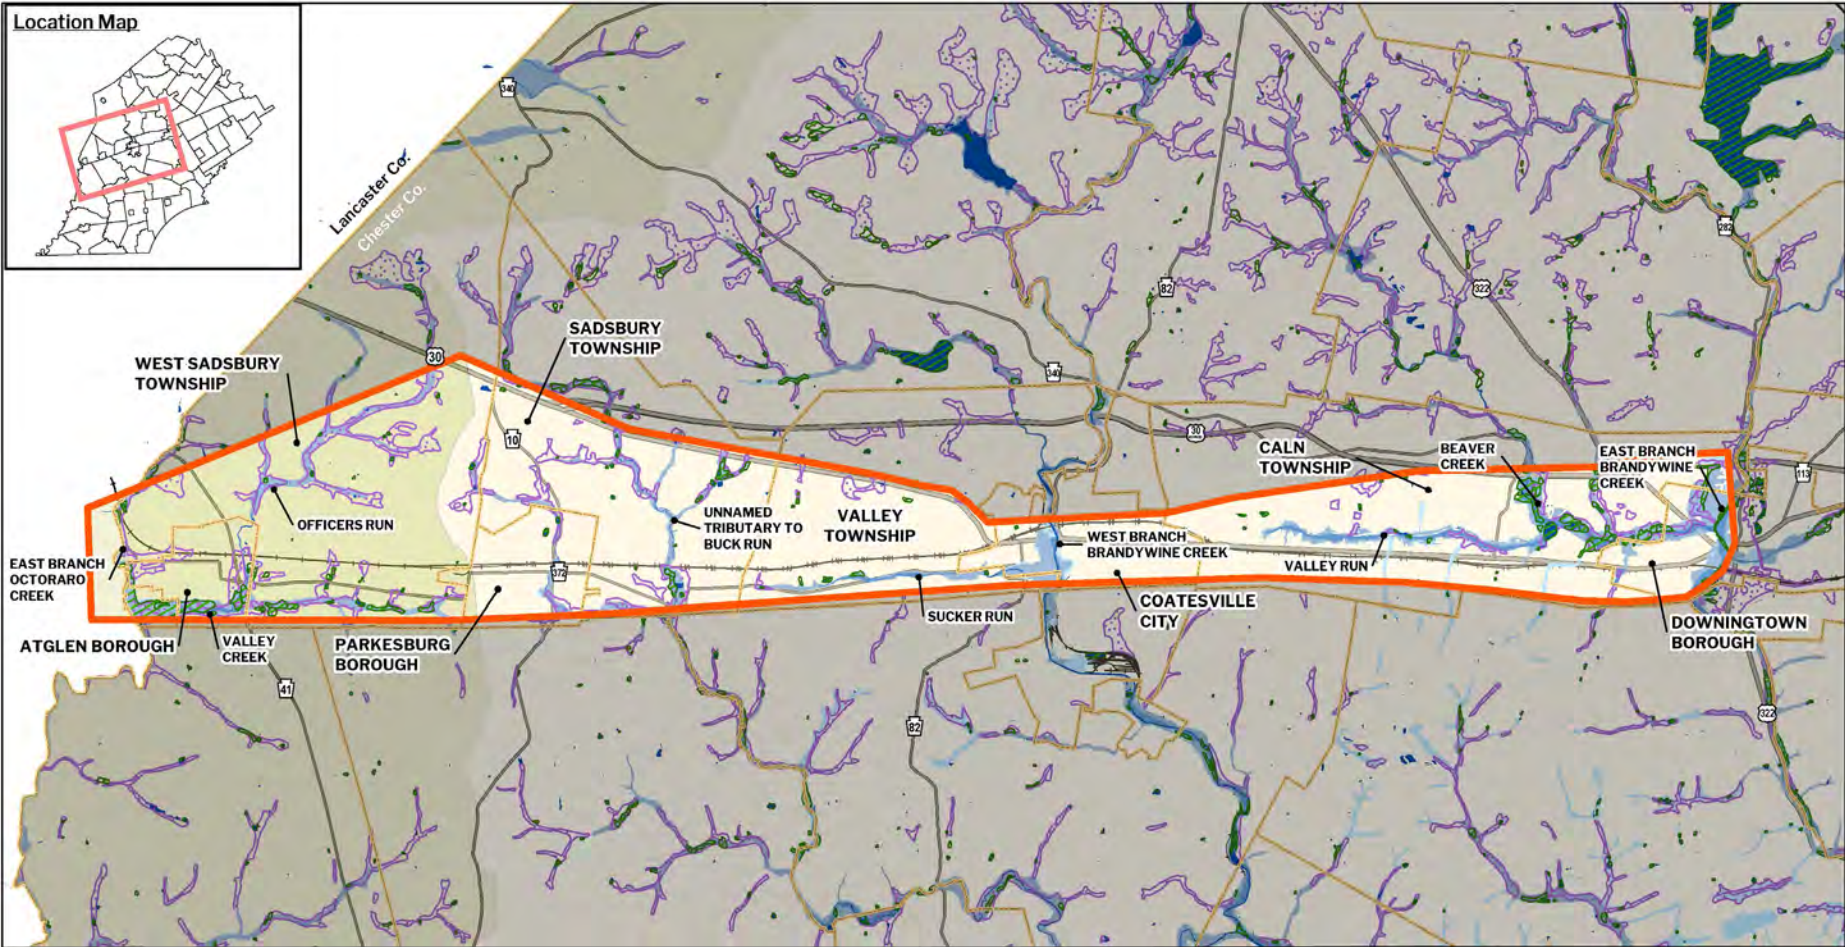 Location Map
340
Lancaster Co.
Chester Co.
282
82
322
SADSBURY
TOWNSHIP
WEST SADSBURY
TOWNSHIP
30
340
10
30
CALN
TOWNSHIP
BEAVER
CREEK
EAST BRANCH
BRANDYWINE
CREEK
113
OFFICERS RUN
UNNAMED
TRIBUTARY TO
BUCK RUN
VALLEY
TOWNSHIP
WEST BRANCH
BRANDYWINE CREEK
VALLEY RUN
EAST BRANCH
OCTORARO
CREEK
372
SUCKER RUN
COATESVILLE
CITY
DOWNINGTOWN
BOROUGH
ATGLEN BOROUGH
VALLEY
CREEK
PARKESBURG
BOROUGH
41
82
322